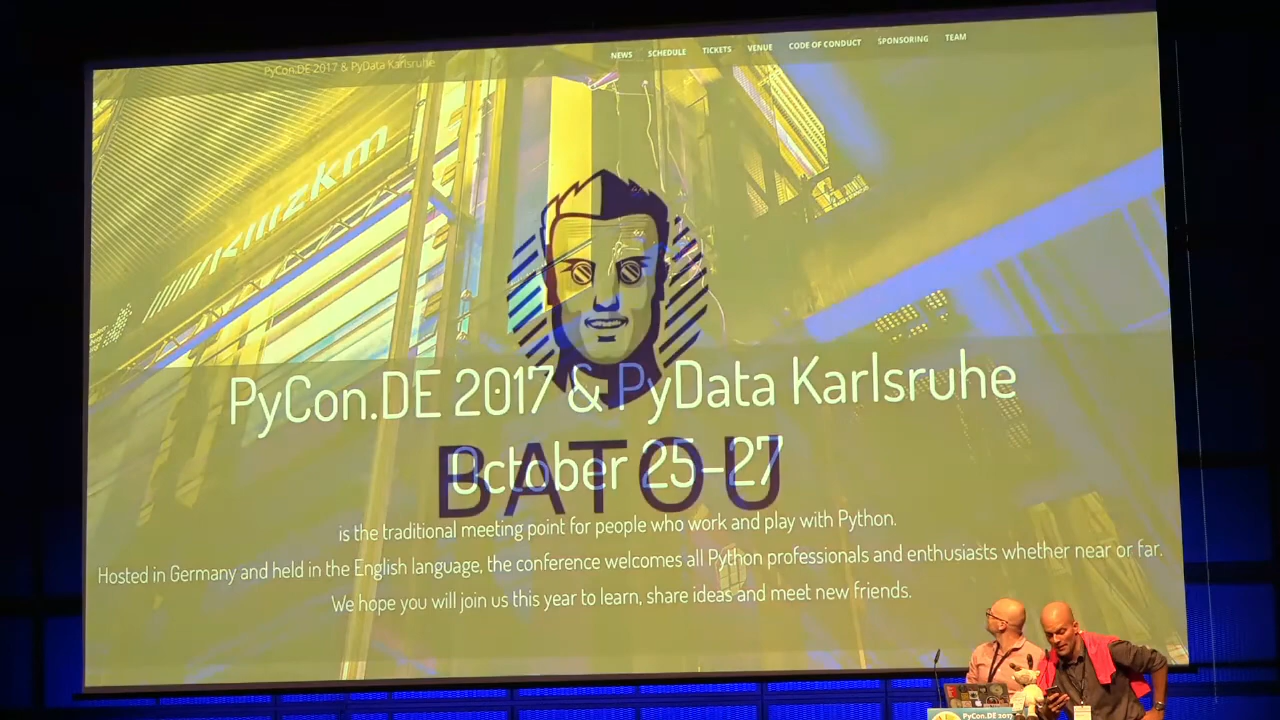 PyCon.DE 2017 & PyData Karlsruhe
NEWS SCHEDULE TICKETS VENUE CODE OF CONDUCT SPONSORING TEAM
zkm
PyCon.DE 2017 & PyData Karlsruhe
October 25-27
BATOU
is the traditional meeting point for people who work and play with Python.
Hosted in Germany and held in the English language, the conference welcomes all Python professionals and enthusiasts whether near or far.
We hope you will join us this year to learn, share ideas and meet new friends.
PyCon.DE 2017